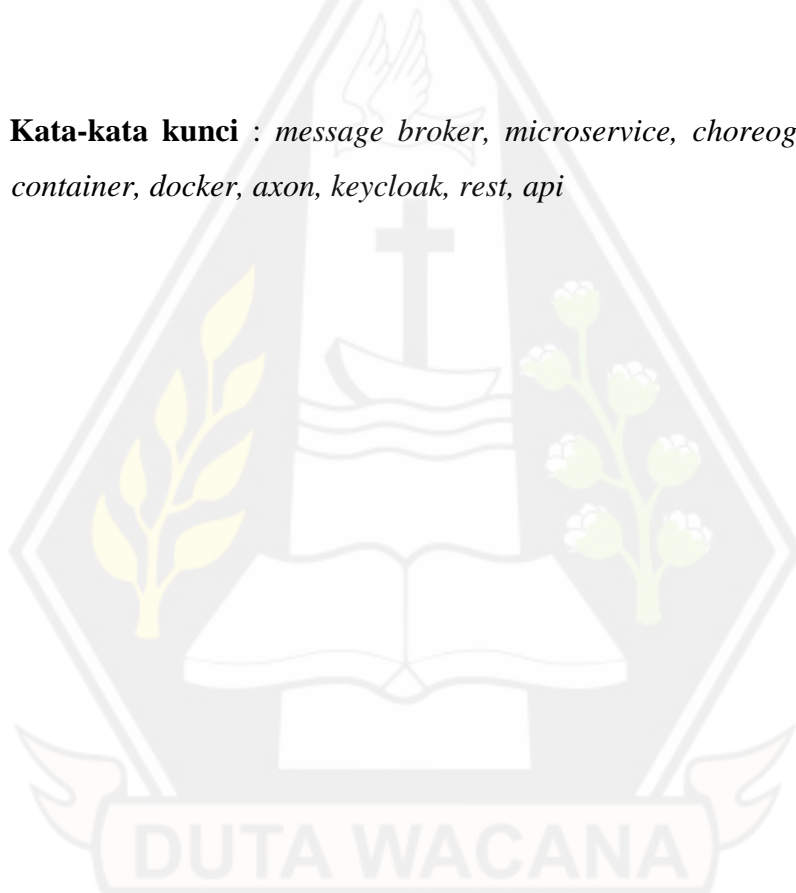 Kata-kata kunci : message broker, microservice, choreog
container, docker, axon, keycloak, rest, api
DUTA WACANA